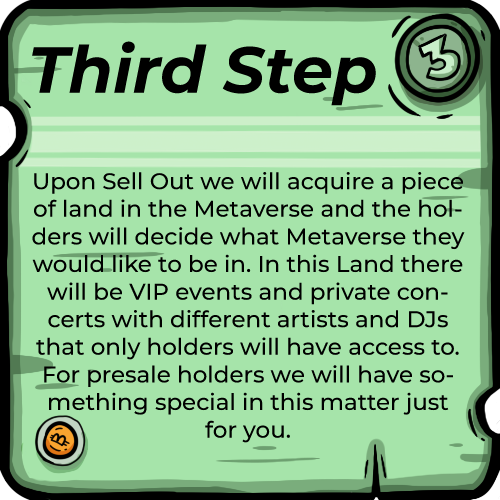 Third Step
3
Upon Sell Out we will acquire a piece
of land in the Metaverse and the hol-
ders will decide what Metaverse they
would like to be in. In this Land there
will be VIP events and private con-
certs with different artists and DJs
that only holders will have access to.
For presale holders we will have so-
mething special in this matter just
for you.